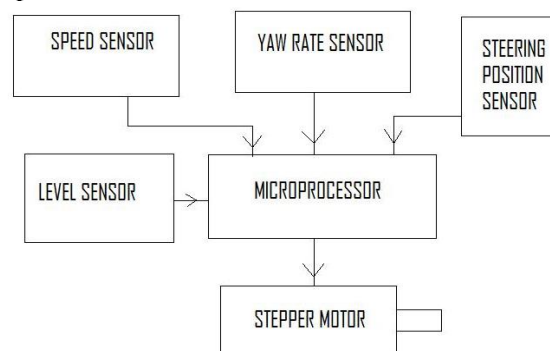 SPEED SENSOR
YAW RATE SENSOR
STEERING
POSITION
SENSOR
LEVEL SENSOR
MICROPROCESSOR
STEPPER MOTOR